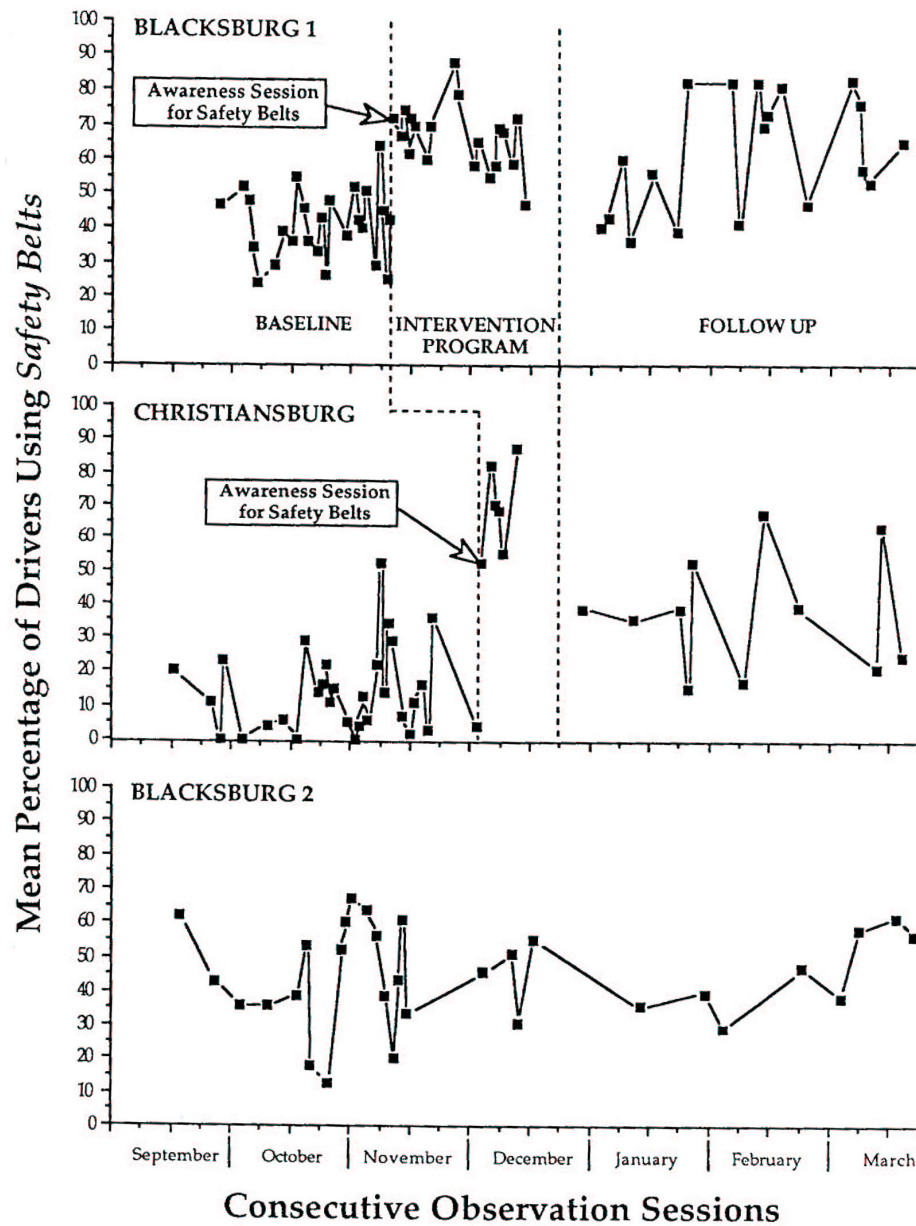 Mean Percentage of Drivers Using Safety Belts
BLACKSBURG 1
100
90
80
70
60
50
40
30
20
10
0
Awareness Session
for Safety Belts
BASELINE
INTERVENTION
PROGRAM
FOLLOW UP
CHRISTIANSBURG
100
90
80
70
60
50
40
30
20
10
0
Awareness Session
for Safety Belts
BLACKSBURG 2
100
90
80
70
60
50
40
30
20
10
0
September | October | November | December | January | February | March
Consecutive Observation Sessions